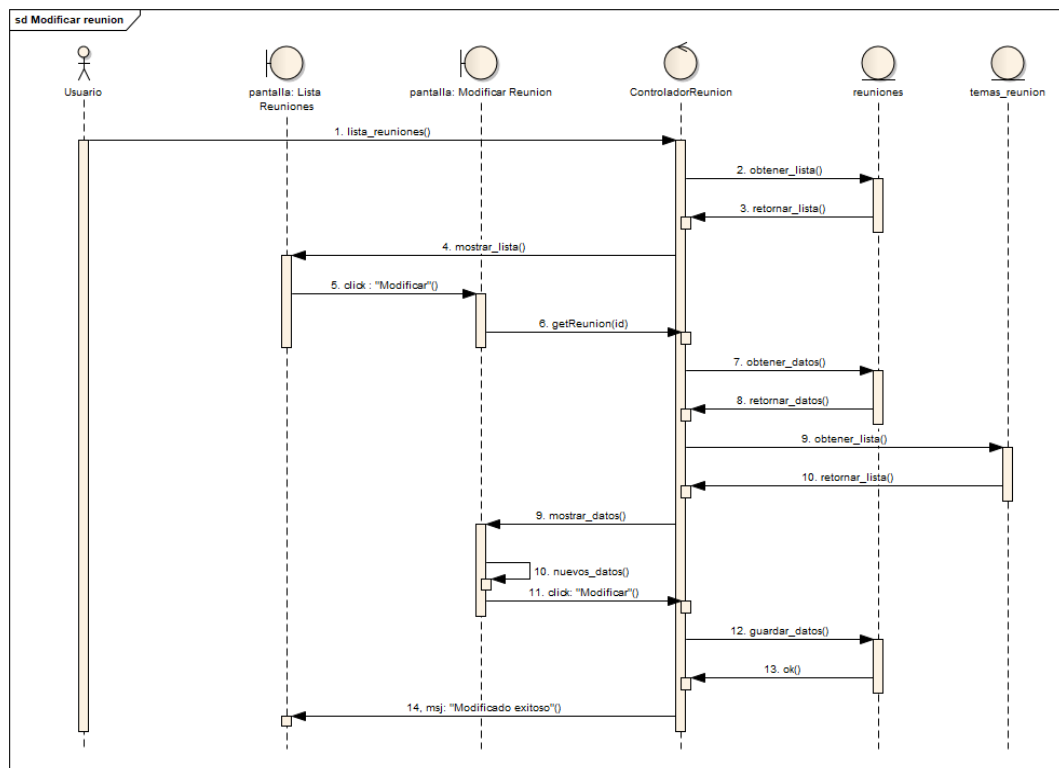 sd Modificar reunion
Usuario
pantalla: Lista
Reuniones
pantalla: Modificar Reunion
ControladorReunion
reuniones
temas_reunion
1. lista_reuniones()
2. obtener_lista()
3. retornar_lista()
4. mostrar_lista()
5. click : "Modificar"()
6. getReunion(id)
7. obtener_datos()
8. retornar_datos()
9. obtener_lista()
10. retornar_lista()
9. mostrar_datos()
10. nuevos_datos()
11. click: "Modificar"()
12. guardar_datos()
13. ok()
14, msj: "Modificado exitoso"()